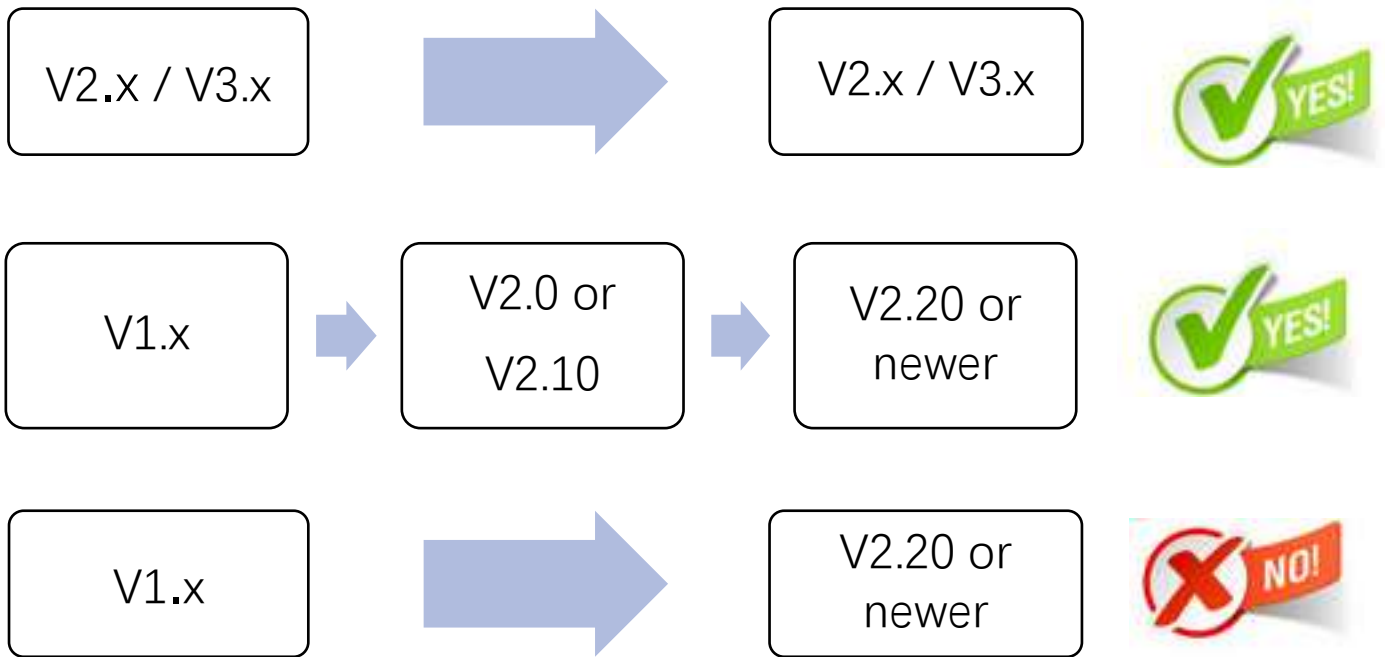 V2.x / V3.x
V2.x / V3.x
YES!
V1.x
V2.0 or
V2.10
V2.20 or
newer
YES!
V1.x
V2.20 or
newer
NO!